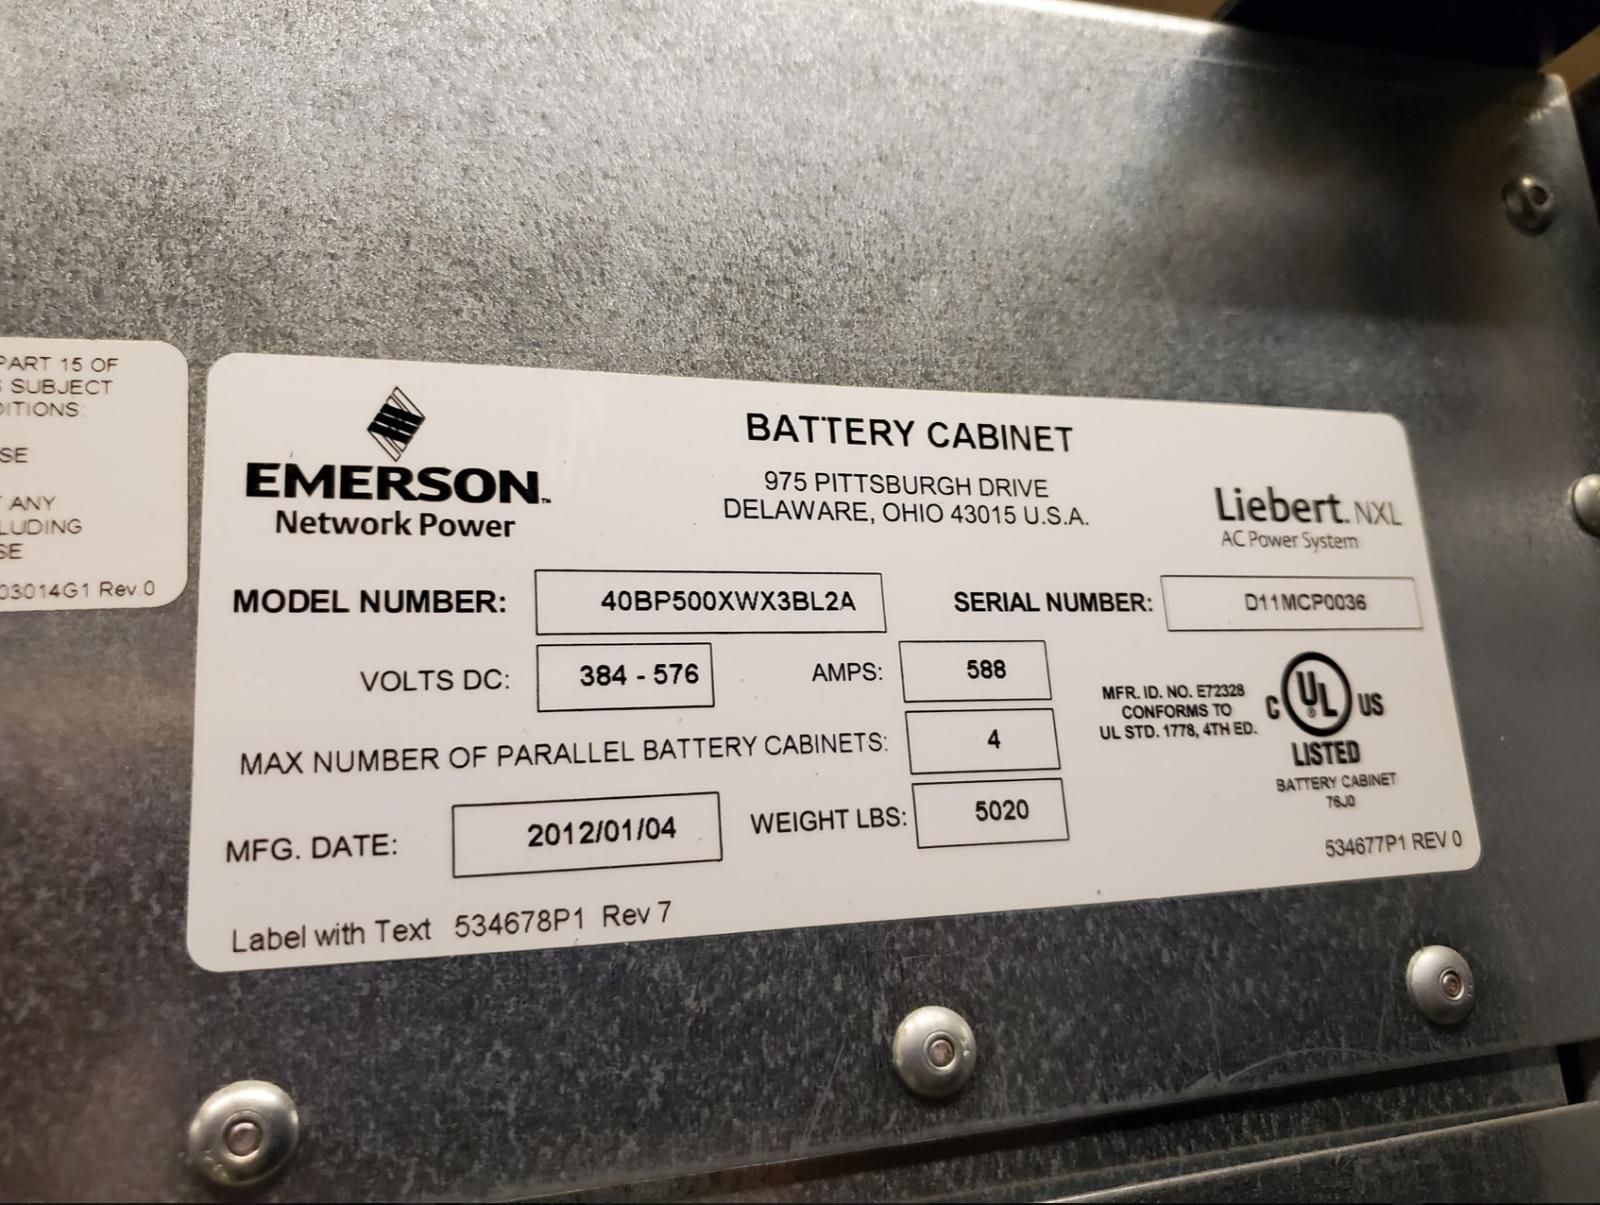 PART 15 OF
SUBJECT
DITIONS:
SE
ANY
LUDING
SE
03014G1 Rev.0
EMERSON™
Network Power
BATTERY CABINET
975 PITTSBURGH DRIVE
DELAWARE, OHIO 43015 U.S.A.
Liebert. NXL
AC Power System
MODEL NUMBER: 40BP500XWX3BL2A SERIAL NUMBER: D11MCP0036
VOLTS DC: 384 - 576 AMPS: 588
MFR. ID. NO. E72328
CONFORMS TO
UL STD. 1778, 4TH ED.
C UL® US
LISTED
BATTERY CABINET
76J0
MAX NUMBER OF PARALLEL BATTERY CABINETS: 4
MFG. DATE: 2012/01/04 WEIGHT LBS: 5020
534677P1 REV 0
Label with Text 534678P1 Rev 7